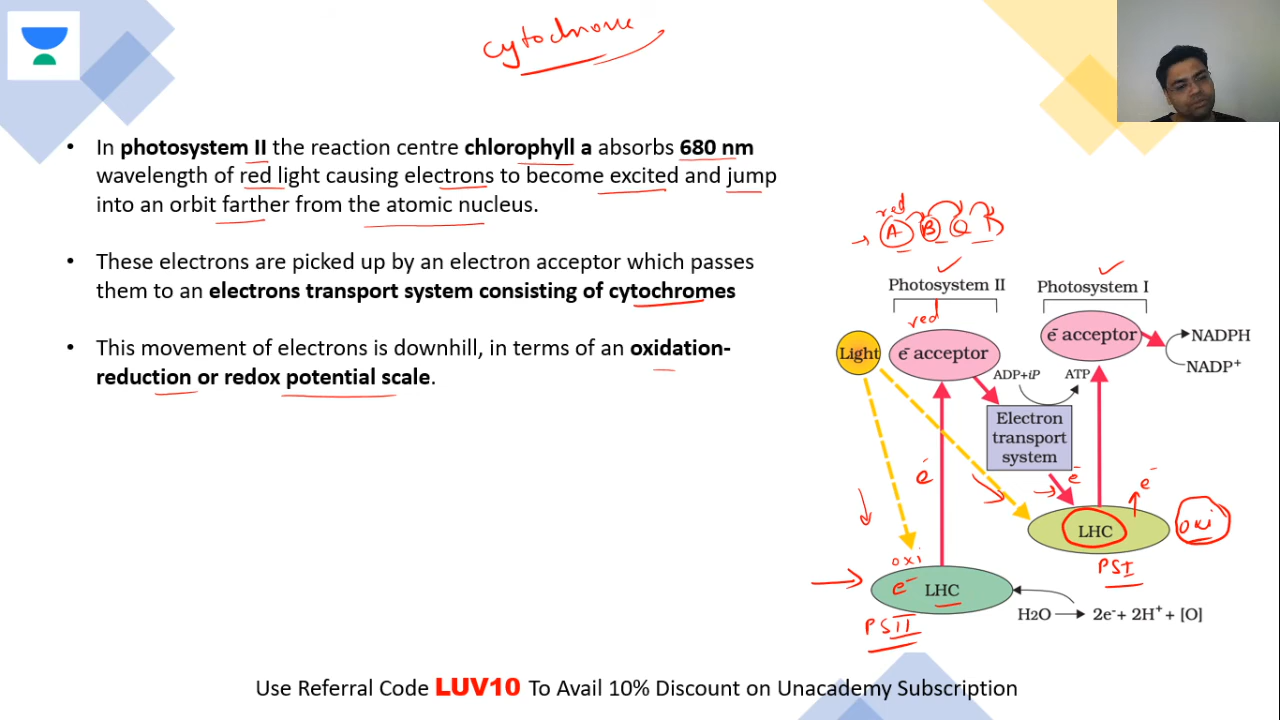 cytochrome
• In photosystem II the reaction centre chlorophyll a absorbs 680 nm
wavelength of red light causing electrons to become excited and jump
into an orbit farther from the atomic nucleus.
• These electrons are picked up by an electron acceptor which passes
them to an electrons transport system consisting of cytochromes
• This movement of electrons is downhill, in terms of an oxidation-
reduction or redox potential scale.
red
A B
Photosystem II
Photosystem I
red
Light
e⁻ acceptor
e⁻ acceptor
NADPH
NADP⁺
ADP+iP
ATP
Electron
transport
system
e⁻
e⁻
e⁻
LHC
oxi
PSI
oxi
e⁻ LHC
PSII
H2O → 2e⁻+ 2H⁺ + [O]
Use Referral Code LUV10 To Avail 10% Discount on Unacademy Subscription